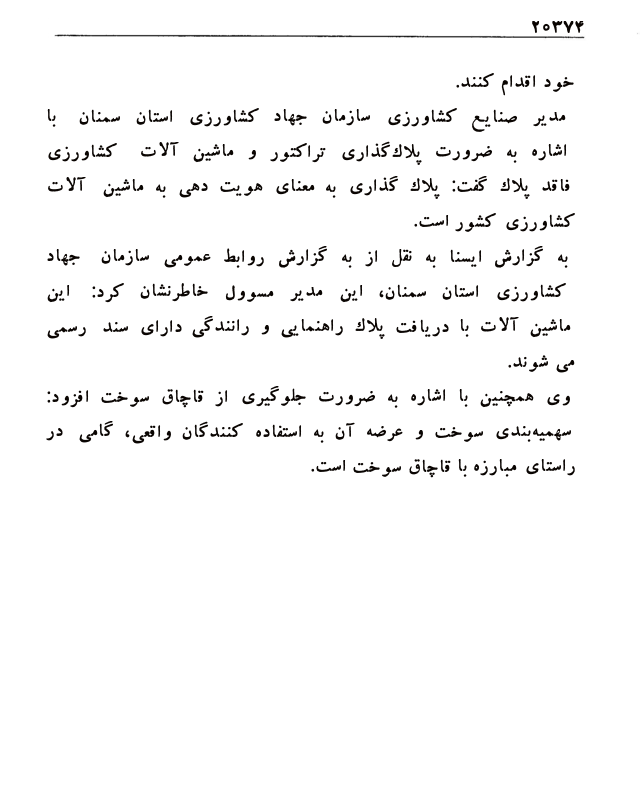 ۲۰۳۷۴
خود اقدام کنند.
مدیر صنایع کشاورزی سازمان جهاد کشاورزی استان سمنان با
اشاره به ضرورت پلاك‌گذاری تراکتور و ماشین آلات کشاورزی
فاقد پلاك گفت: پلاك گذاری به معنای هویت دهی به ماشین آلات
کشاورزی کشور است.
به گزارش ایسنا به نقل از به گزارش روابط عمومی سازمان جهاد
کشاورزی استان سمنان، این مدیر مسوول خاطرنشان کرد: این
ماشین آلات با دریافت پلاك راهنمایی و رانندگی دارای سند رسمی
می شوند.
وی همچنین با اشاره به ضرورت جلوگیری از قاچاق سوخت افزود:
سهمیه‌بندی سوخت و عرضه آن به استفاده کنندگان واقعی، گامی در
راستای مبارزه با قاچاق سوخت است.